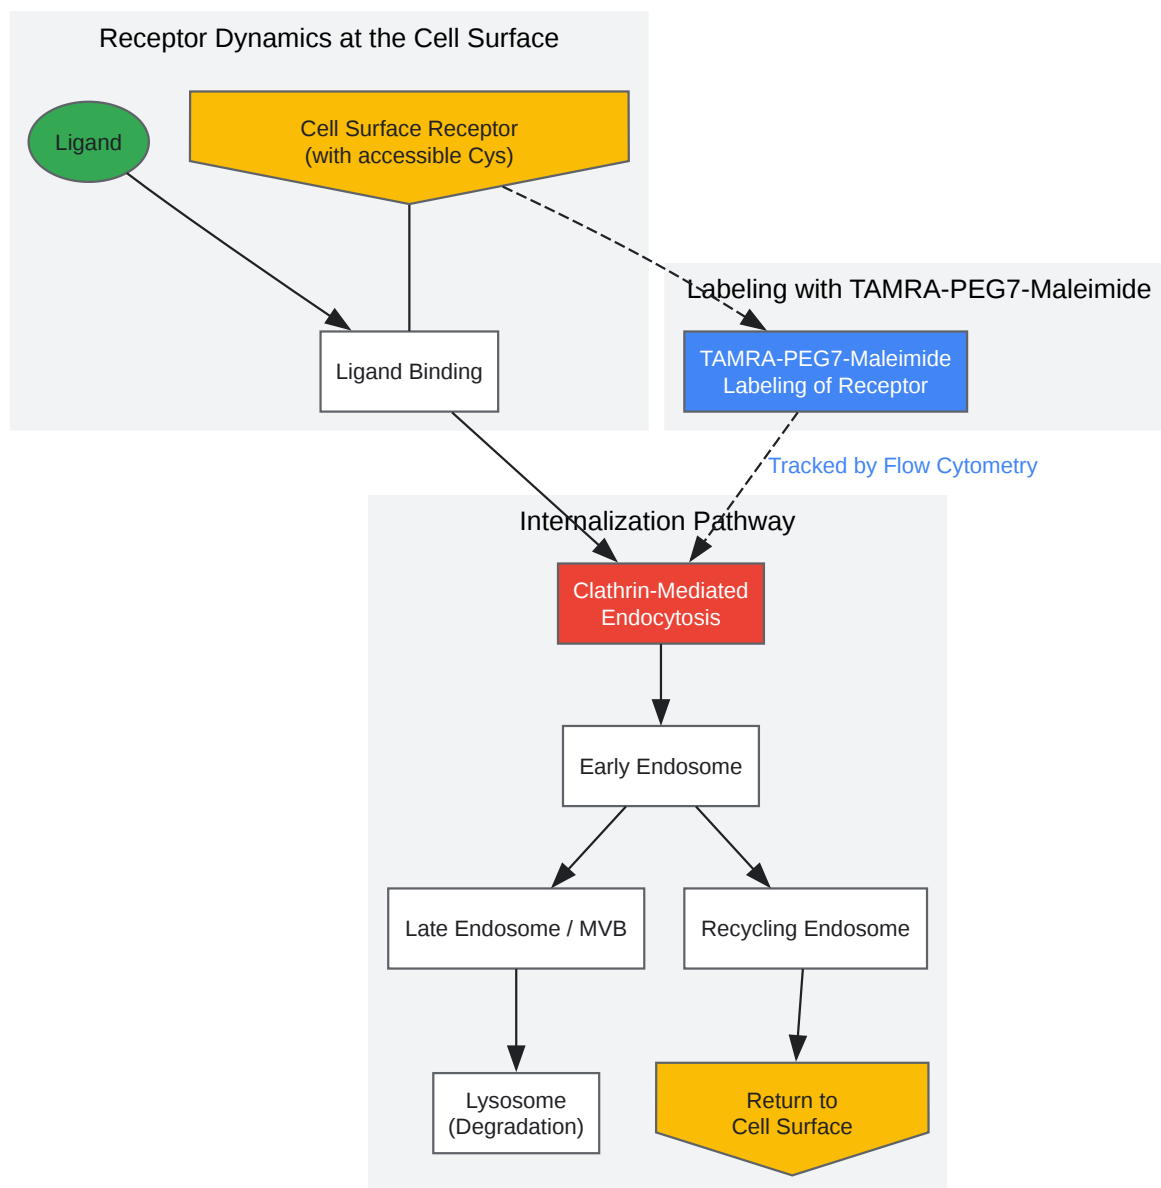 Receptor Dynamics at the Cell Surface
Ligand
Cell Surface Receptor
(with accessible Cys)
Ligand Binding
Labeling with TAMRA-PEG7-Maleimide
TAMRA-PEG7-Maleimide
Labeling of Receptor
Tracked by Flow Cytometry
Internalization Pathway
Clathrin-Mediated
Endocytosis
Early Endosome
Late Endosome / MVB
Recycling Endosome
Lysosome
(Degradation)
Return to
Cell Surface